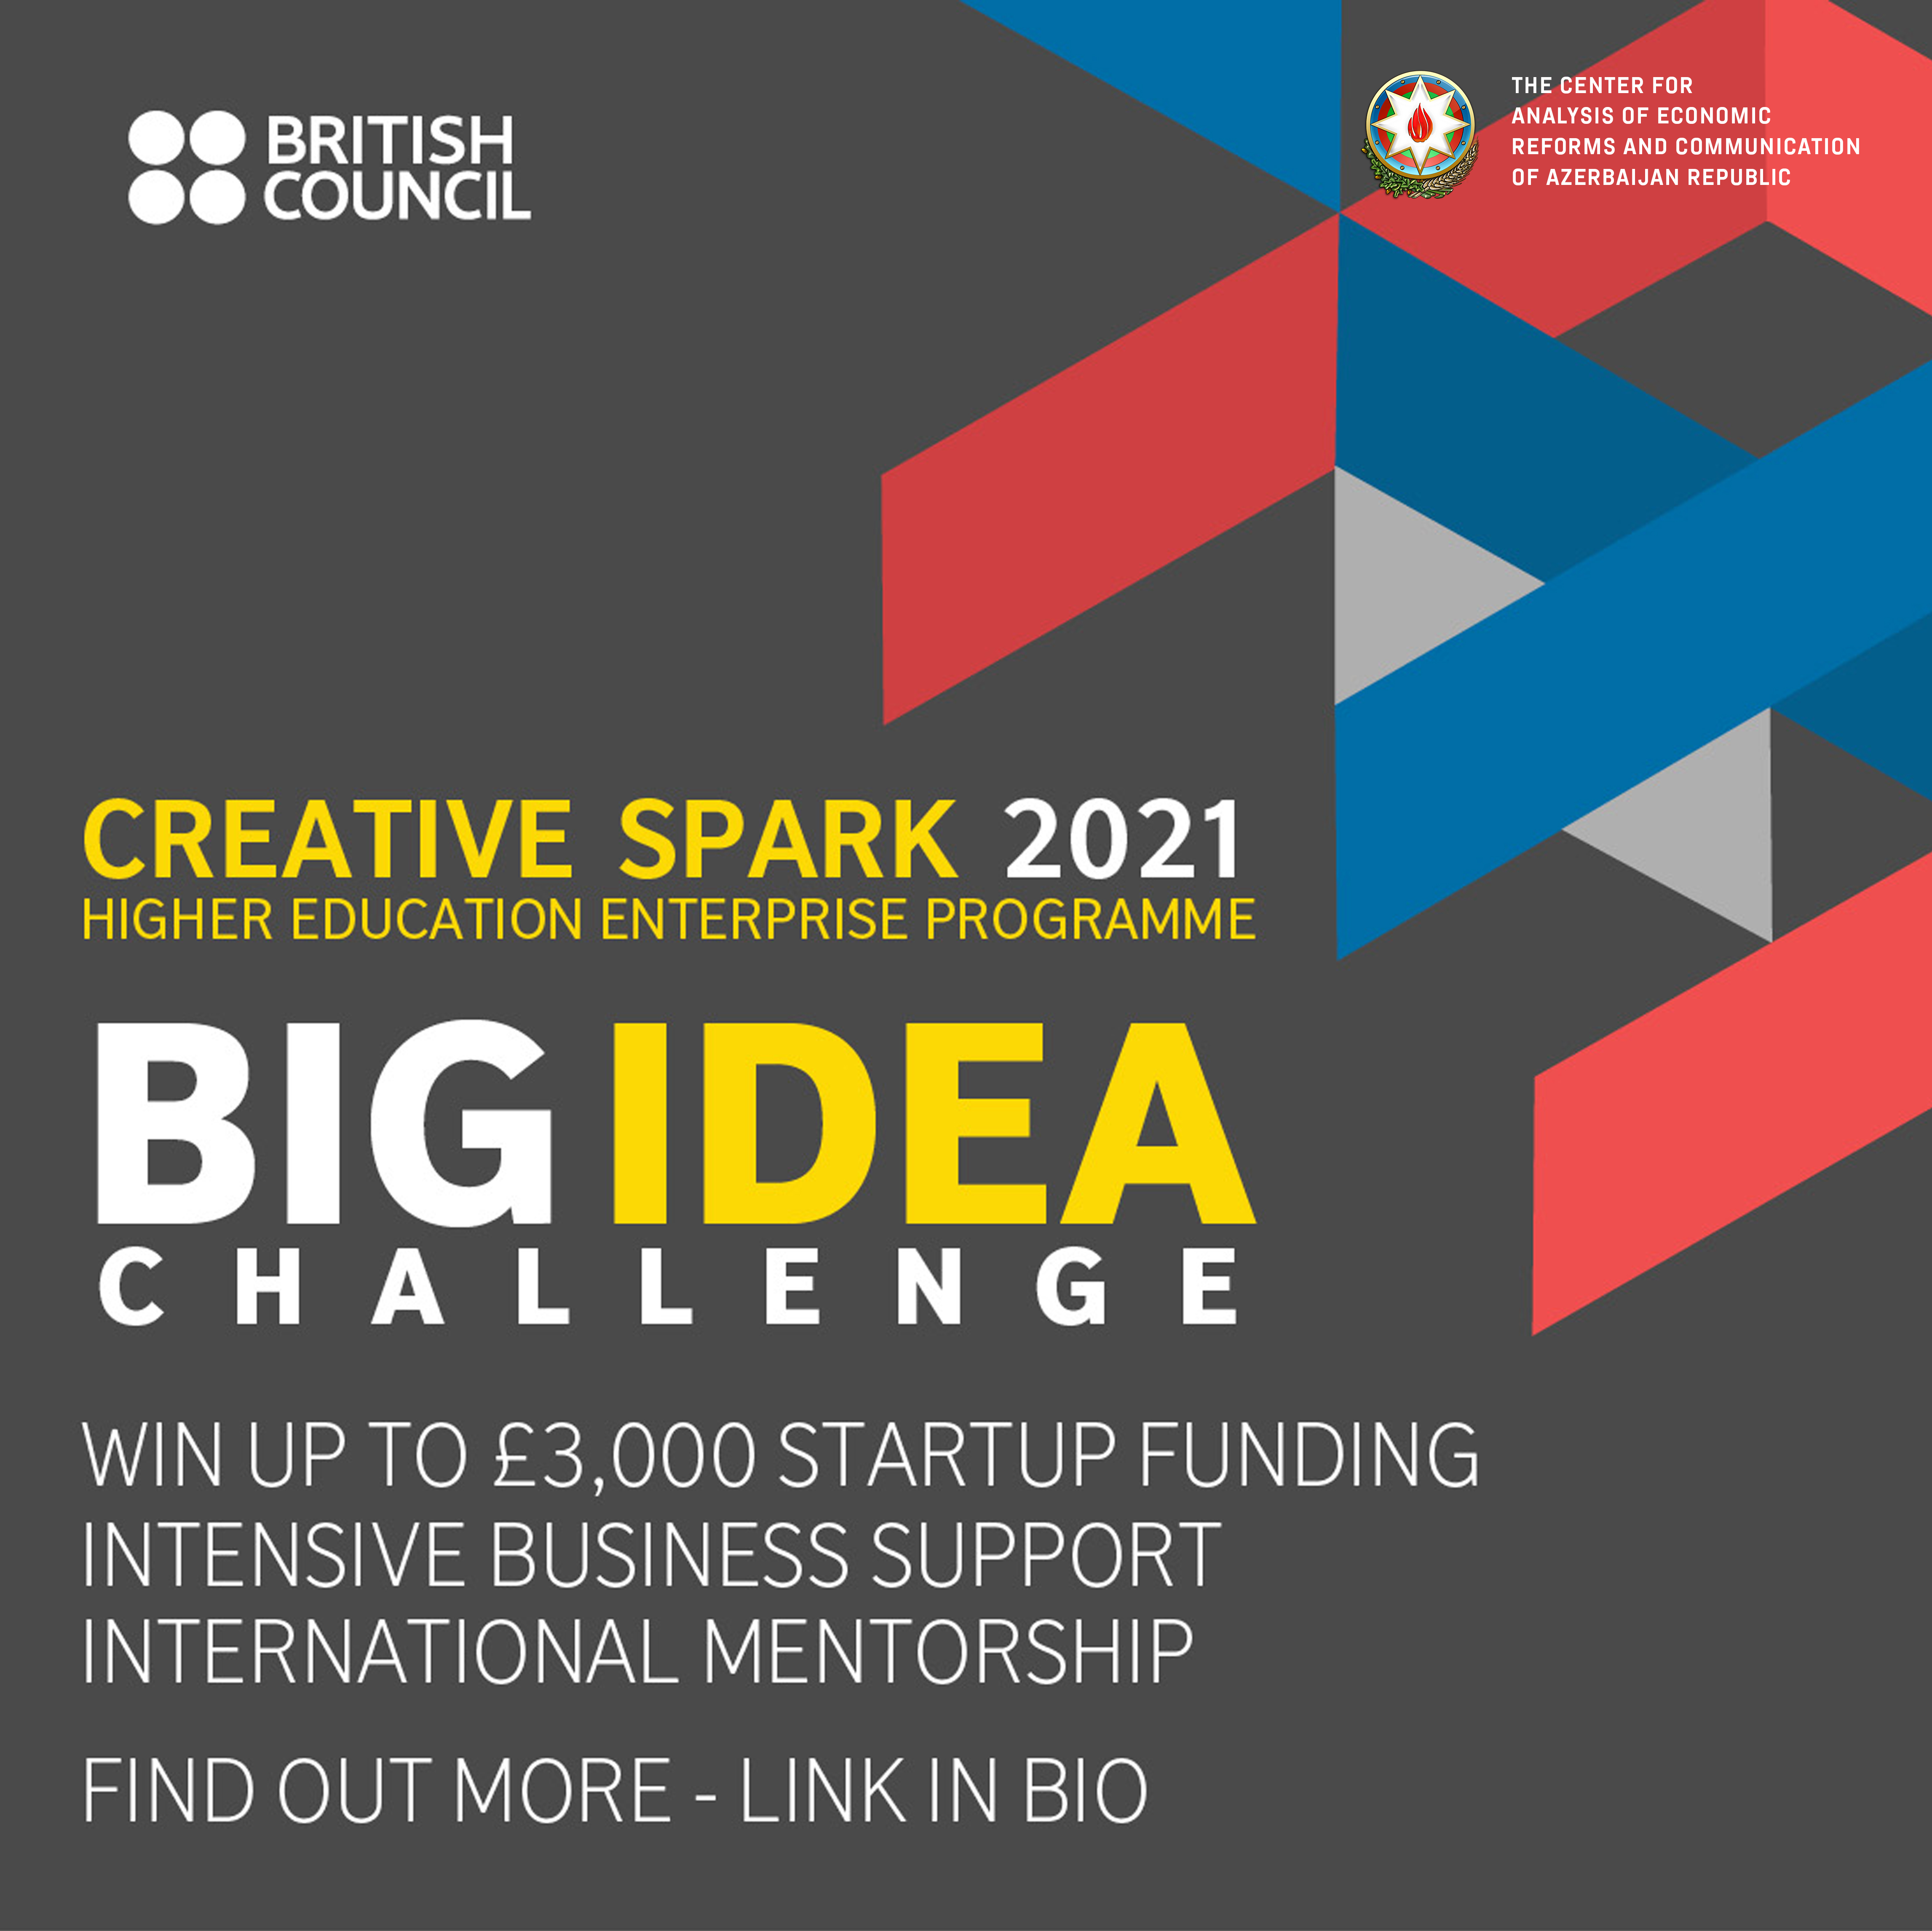 BRITISH
COUNCIL
THE CENTER FOR
ANALYSIS OF ECONOMIC
REFORMS AND COMMUNICATION
OF AZERBAIJAN REPUBLIC
CREATIVE SPARK 2021
HIGHER EDUCATION ENTERPRISE PROGRAMME
BIG IDEA
CHALLENGE
WIN UP TO £3,000 STARTUP FUNDING
INTENSIVE BUSINESS SUPPORT
INTERNATIONAL MENTORSHIP
FIND OUT MORE - LINK IN BIO